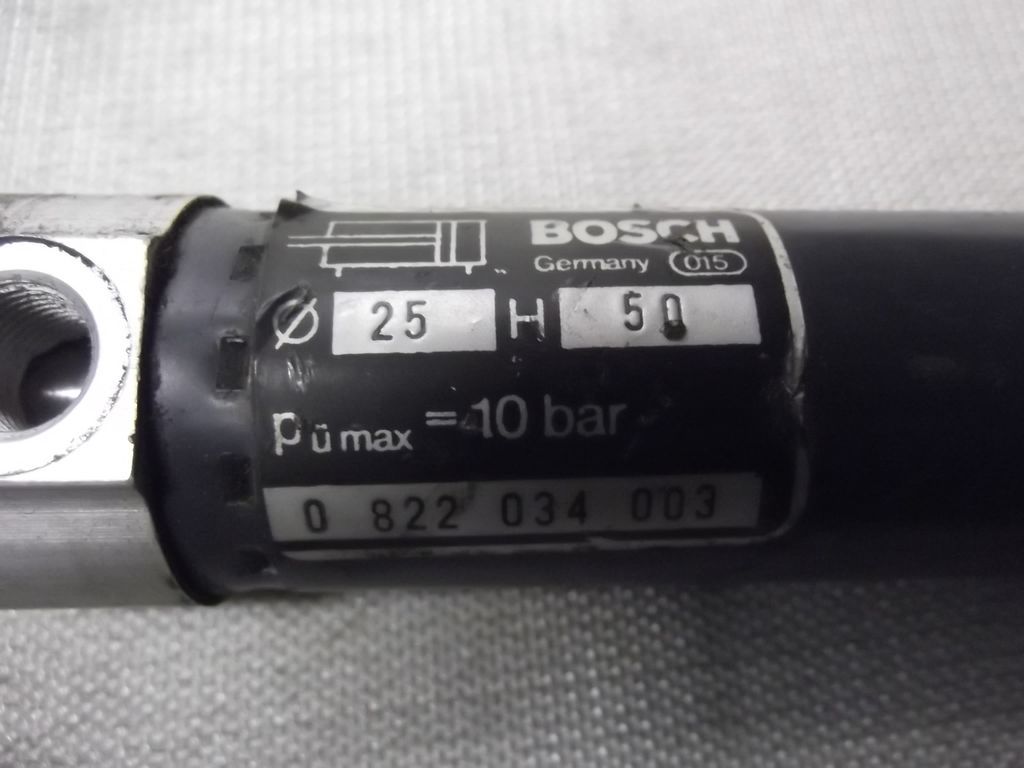 BOSCH
Germany 015
Ø 25 H 50
pü max = 10 bar
0 822 034 003